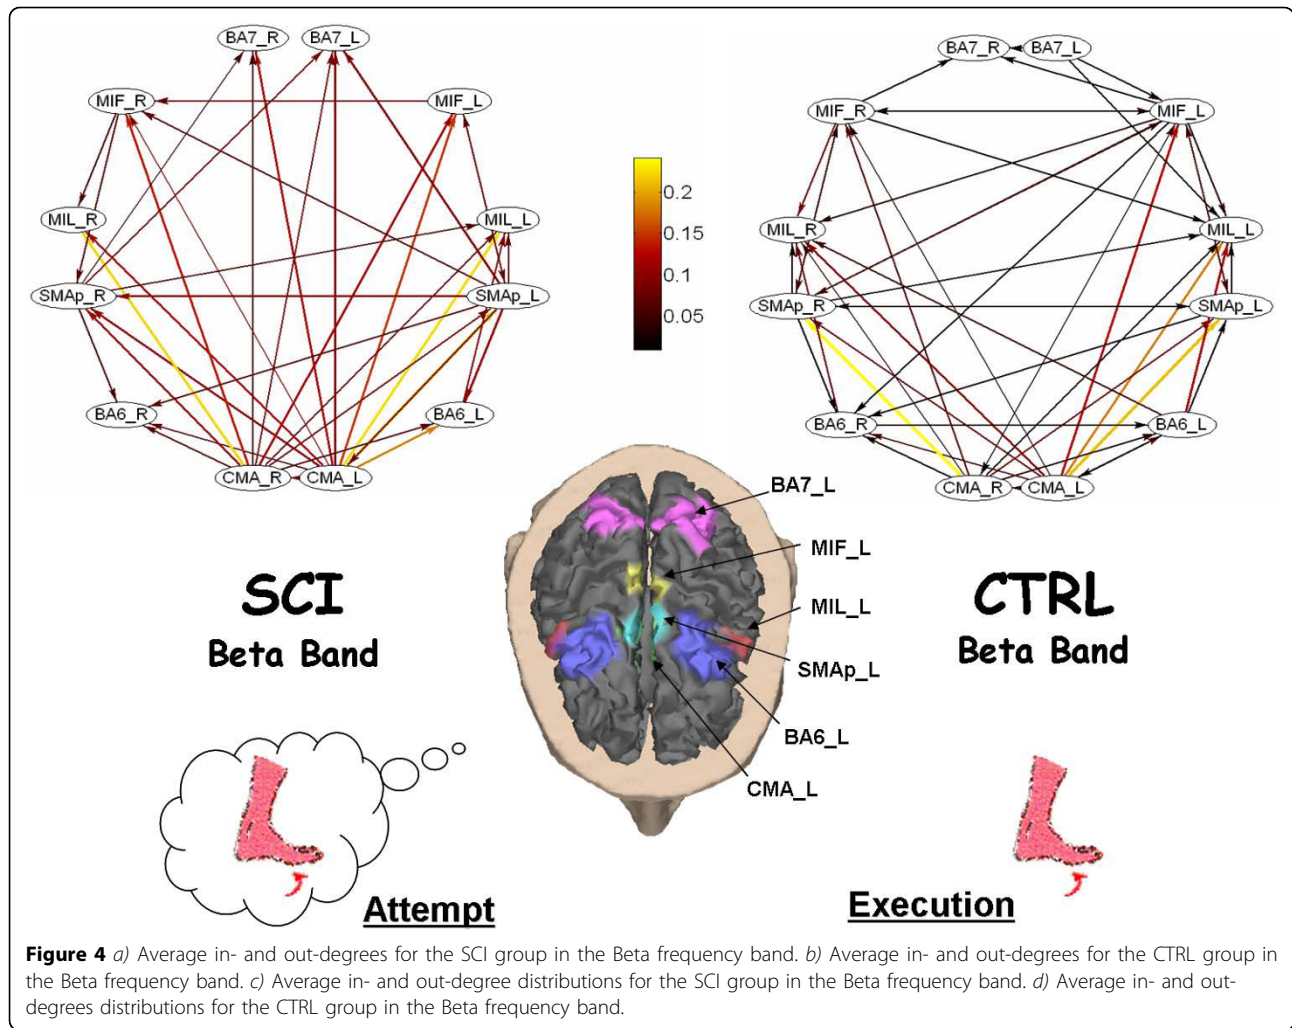 BA7_R
BA7_L
MIF_R
MIF_L
MIL_R
MIL_L
SMAp_R
SMAp_L
BA6_R
BA6_L
CMA_R
CMA_L
0.2
0.15
0.1
0.05
BA7_R
BA7_L
MIF_R
MIF_L
MIL_R
MIL_L
SMAp_R
SMAp_L
BA6_R
BA6_L
CMA_R
CMA_L
SCI
Beta Band
BA7_L
MIF_L
MIL_L
SMAp_L
BA6_L
CMA_L
CTRL
Beta Band
Attempt
Execution
Figure 4 a) Average in- and out-degrees for the SCI group in the Beta frequency band. b) Average in- and out-degrees for the CTRL group in
the Beta frequency band. c) Average in- and out-degree distributions for the SCI group in the Beta frequency band. d) Average in- and out-
degrees distributions for the CTRL group in the Beta frequency band.